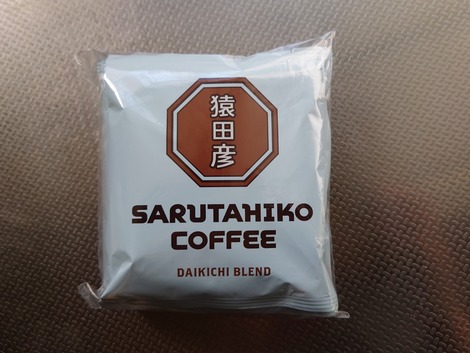 猿田彦
SARUTAHIKO
COFFEE
DAIKICHI BLEND